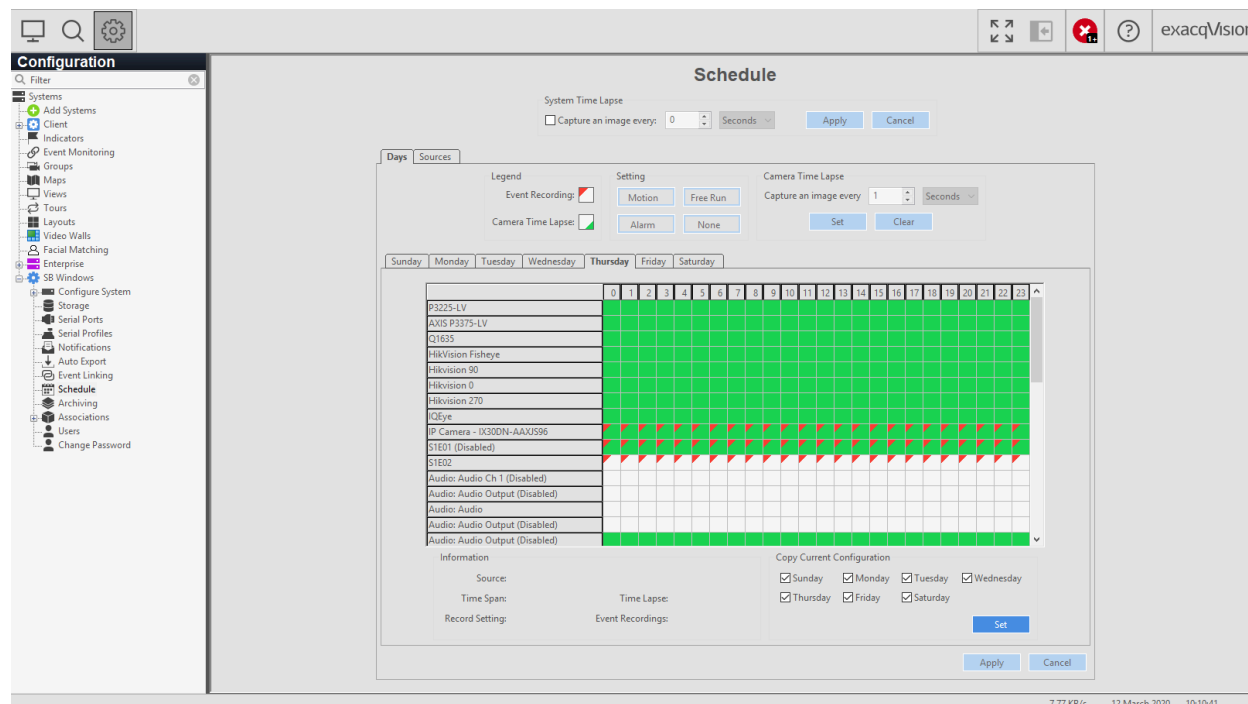 exacqVision
Configuration
Filter
Systems
Add Systems
Client
Indicators
Event Monitoring
Groups
Maps
Views
Tours
Layouts
Video Walls
Facial Matching
Enterprise
SB Windows
Configure System
Storage
Serial Ports
Serial Profiles
Notifications
Auto Export
Event Linking
Schedule
Archiving
Associations
Users
Change Password
Schedule
System Time Lapse
Capture an image every: 0 Seconds Apply Cancel
Days Sources
Legend Setting Camera Time Lapse
Event Recording: Motion Free Run Capture an image every 1 Seconds
Camera Time Lapse: Alarm None Set Clear
Sunday Monday Tuesday Wednesday Thursday Friday Saturday
0 1 2 3 4 5 6 7 8 9 10 11 12 13 14 15 16 17 18 19 20 21 22 23
P3225-LV
AXIS P3375-LV
Q1635
HikVision Fisheye
Hikvision 90
Hikvision 0
Hikvision 270
IQEye
IP Camera - IX30DN-AAXJS96
S1E01 (Disabled)
S1E02
Audio: Audio Ch 1 (Disabled)
Audio: Audio Output (Disabled)
Audio: Audio
Audio: Audio Output (Disabled)
Audio: Audio Output (Disabled)
Information Copy Current Configuration
Source: Sunday Monday Tuesday Wednesday
Time Span: Time Lapse: Thursday Friday Saturday
Record Setting: Event Recordings:
Set
Apply Cancel
7.77 KB/s 12 March 2020 10:10:41